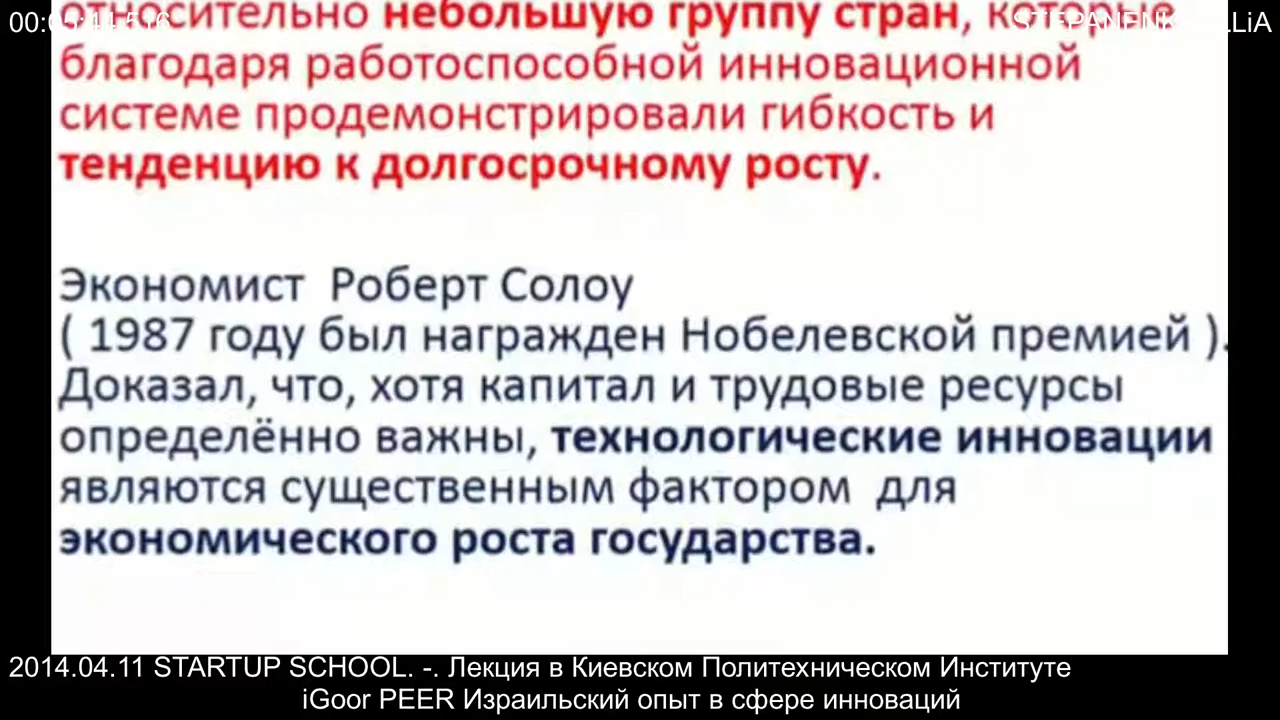 относительно небольшую группу стран, которые
благодаря работоспособной инновационной
системе продемонстрировали гибкость и
тенденцию к долгосрочному росту.
Экономист Роберт Солоу
( 1987 году был награжден Нобелевской премией ).
Доказал, что, хотя капитал и трудовые ресурсы
определённо важны, технологические инновации
являются существенным фактором для
экономического роста государства.
2014.04.11 STARTUP SCHOOL. -. Лекция в Киевском Политехническом Институте
iGoor PEER Израильский опыт в сфере инноваций